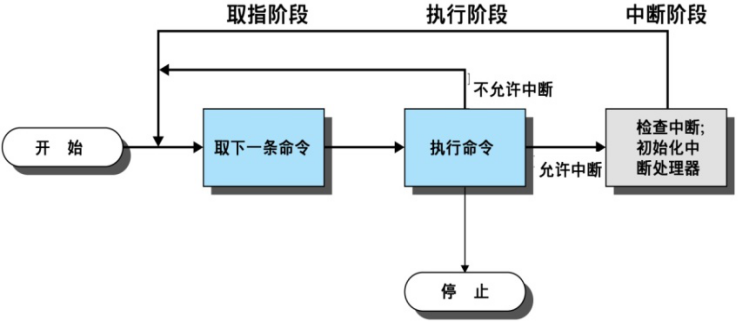 取指阶段
执行阶段
中断阶段
不允许中断
开 始
取下一条命令
执行命令
允许中断
检查中断;
初始化中
断处理器
停 止